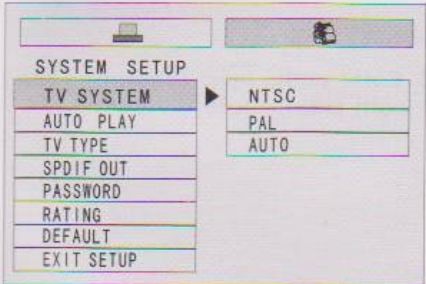 SYSTEM SETUP
TV SYSTEM
AUTO PLAY
TV TYPE
SPDIF OUT
PASSWORD
RATING
DEFAULT
EXIT SETUP
NTSC
PAL
AUTO